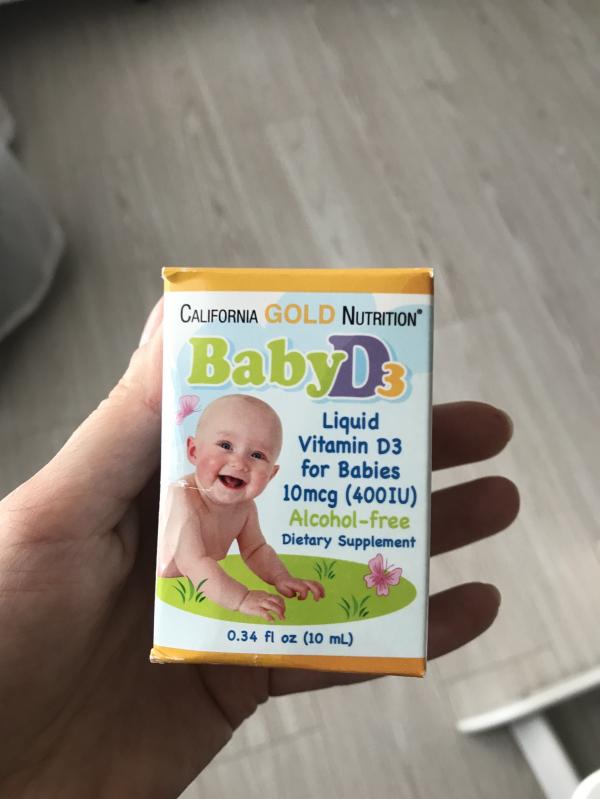 CALIFORNIA GOLD NUTRITION®
BabyD3
Liquid
Vitamin D3
for Babies
10mcg (400IU)
Alcohol-free
Dietary Supplement
0.34 fl oz (10 mL)